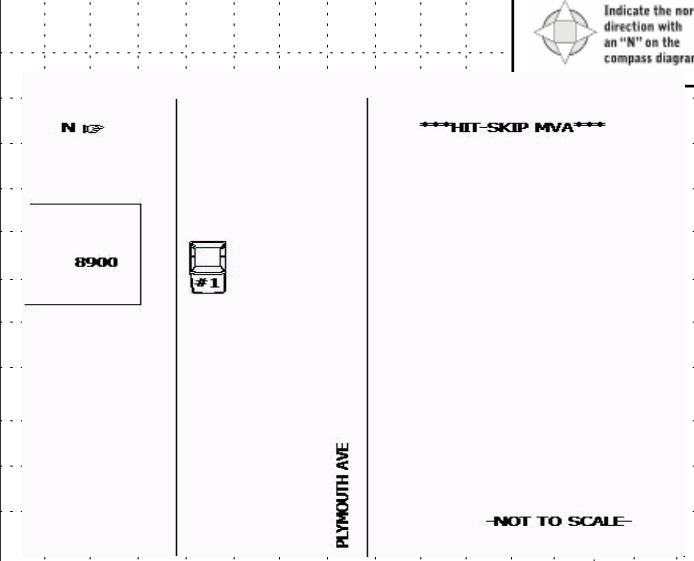 Indicate the nor
direction with
an "N" on the
compass diagram
N
***HIT-SKIP MVA***
8900
#1
PLYMOUTH AVE
-NOT TO SCALE-